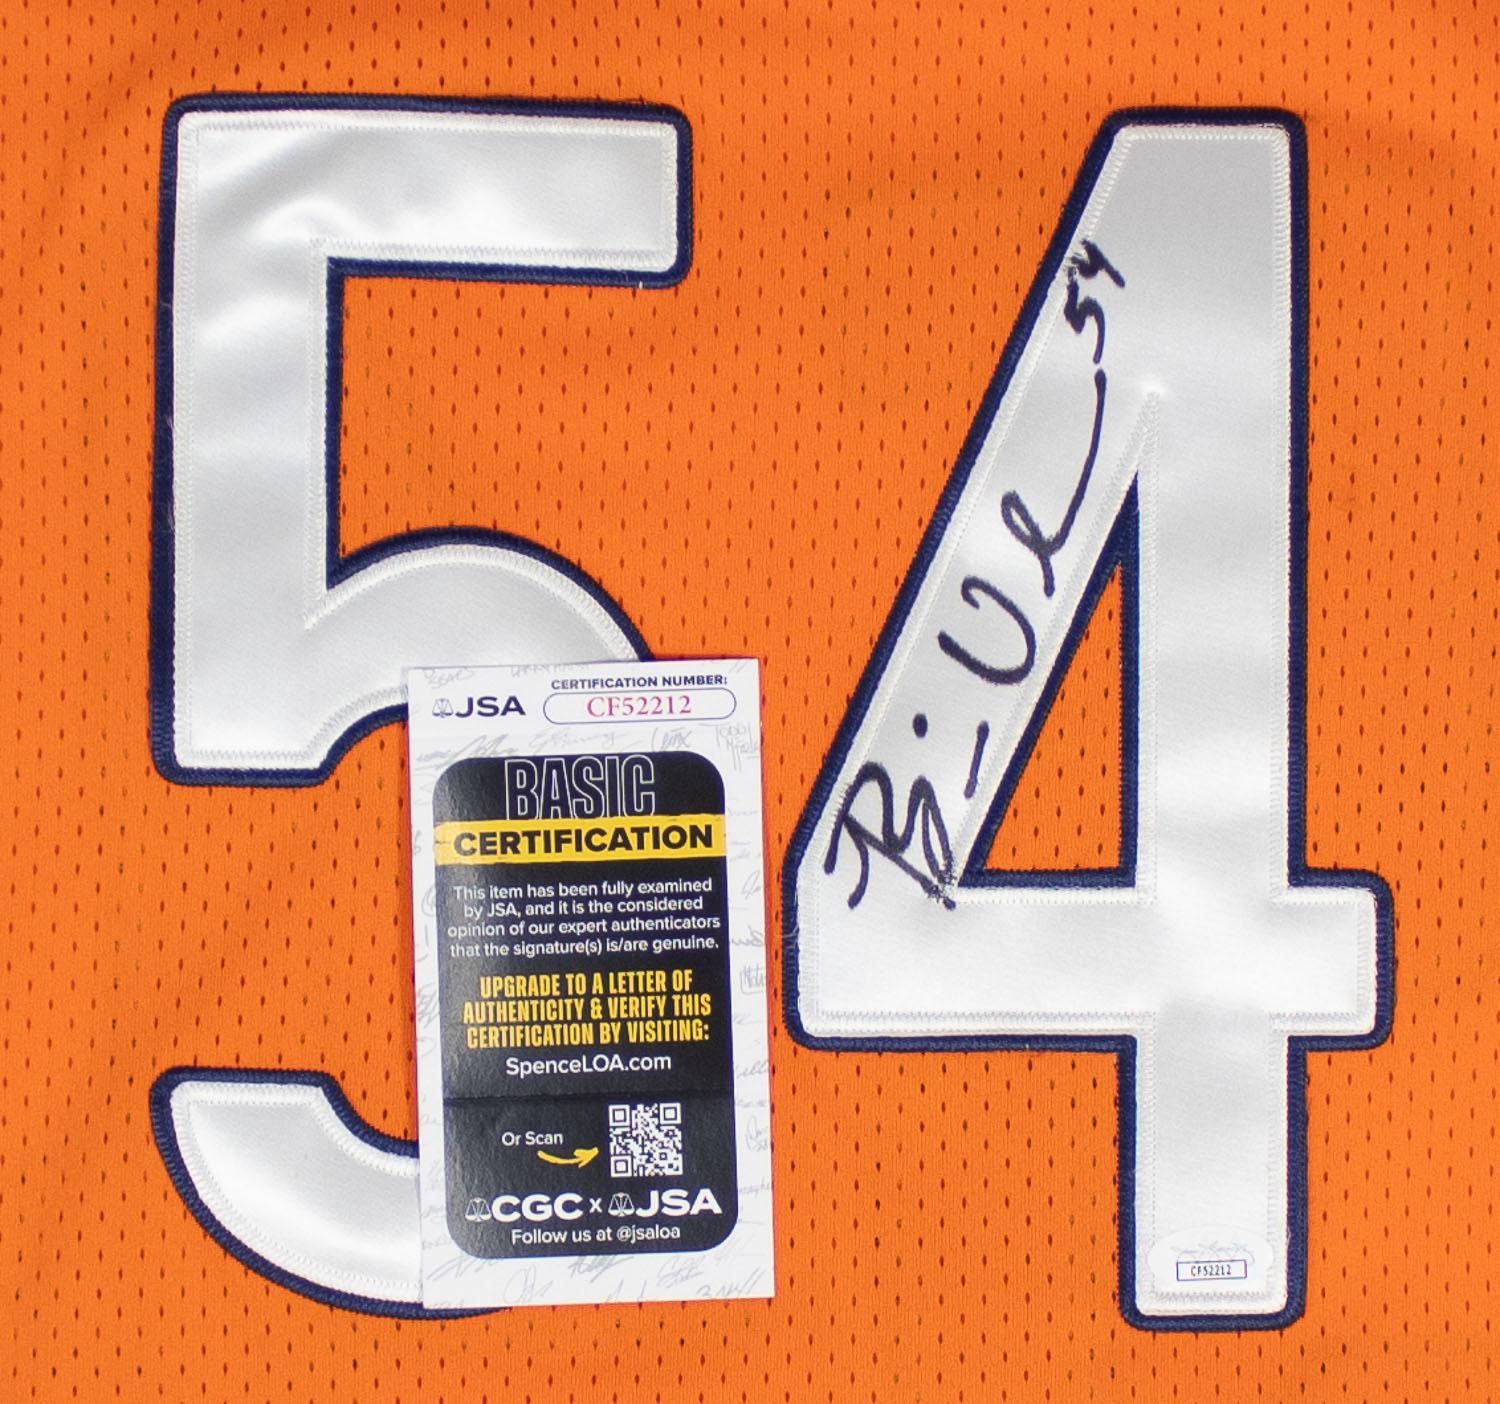 54
54
JSA
CERTIFICATION NUMBER:
CF52212
BASIC
CERTIFICATION
This item has been fully examined
by JSA, and it is the considered
opinion of our expert authenticators
that the signature(s) is/are genuine.
UPGRADE TO A LETTER OF
AUTHENTICITY & VERIFY THIS
CERTIFICATION BY VISITING:
SpenceLOA.com
Or Scan
CGC x JSA
Follow us at @jsaloa
CF52212